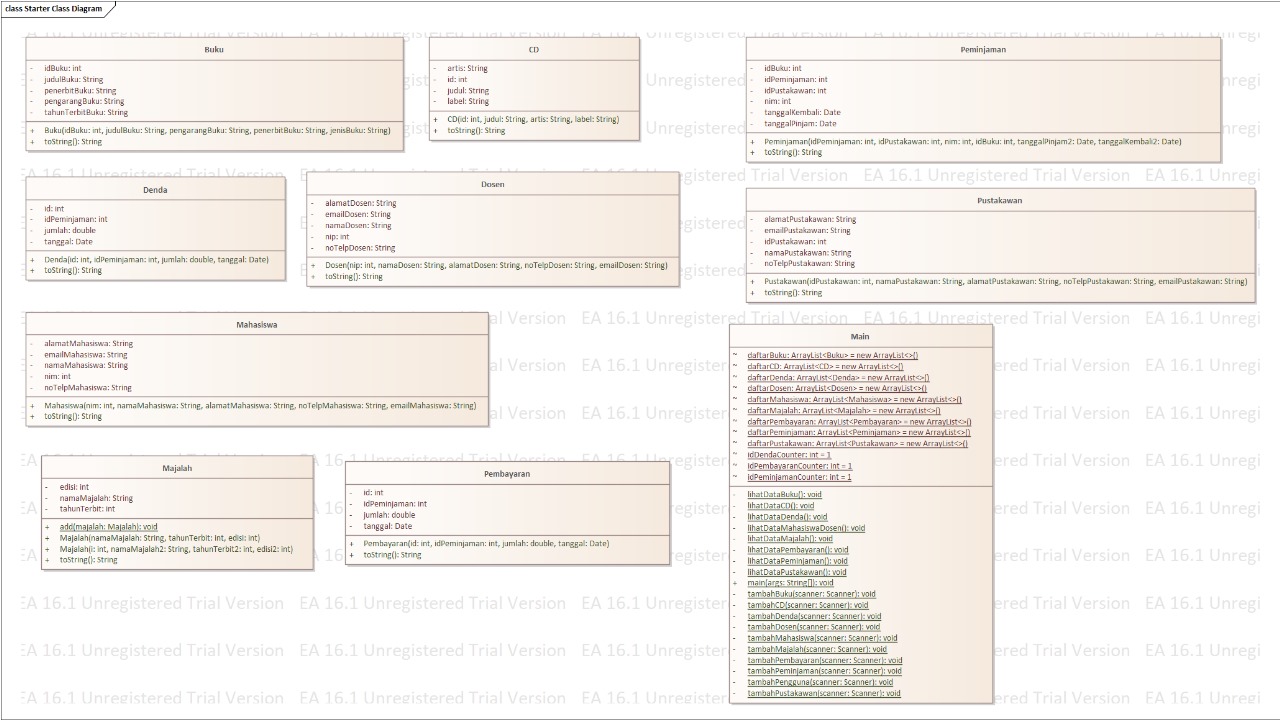 class Starter Class Diagram
Buku
- idBuku: int
- judulBuku: String
- penerbitBuku: String
- pengarangBuku: String
- tahunTerbitBuku: String
+ Buku(idBuku: int, judulBuku: String, pengarangBuku: String, penerbitBuku: String, jenisBuku: String)
+ toString(): String
CD
- artis: String
- id: int
- judul: String
- label: String
+ CD(id: int, judul: String, artis: String, label: String)
+ toString(): String
Peminjaman
- idBuku: int
- idPeminjaman: int
- idPustakawan: int
- nim: int
- tanggalKembali: Date
- tanggalPinjam: Date
+ Peminjaman(idPeminjaman: int, idPustakawan: int, nim: int, idBuku: int, tanggalPinjam2: Date, tanggalKembali2: Date)
+ toString(): String
Denda
- id: int
- idPeminjaman: int
- jumlah: double
- tanggal: Date
+ Denda(id: int, idPeminjaman: int, jumlah: double, tanggal: Date)
+ toString(): String
Dosen
- alamatDosen: String
- emailDosen: String
- namaDosen: String
- nip: int
- noTelpDosen: String
+ Dosen(nip: int, namaDosen: String, alamatDosen: String, noTelpDosen: String, emailDosen: String)
+ toString(): String
Pustakawan
- alamatPustakawan: String
- emailPustakawan: String
- idPustakawan: int
- namaPustakawan: String
- noTelpPustakawan: String
+ Pustakawan(idPustakawan: int, namaPustakawan: String, alamatPustakawan: String, noTelpPustakawan: String, emailPustakawan: String)
+ toString(): String
Mahasiswa
- alamatMahasiswa: String
- emailMahasiswa: String
- namaMahasiswa: String
- nim: int
- noTelpMahasiswa: String
+ Mahasiswa(nim: int, namaMahasiswa: String, alamatMahasiswa: String, noTelpMahasiswa: String, emailMahasiswa: String)
+ toString(): String
Main
~ daftarBuku: ArrayList<Buku> = new ArrayList<>()
~ daftarCD: ArrayList<CD> = new ArrayList<>()
~ daftarDenda: ArrayList<Denda> = new ArrayList<>()
~ daftarDosen: ArrayList<Dosen> = new ArrayList<>()
~ daftarMahasiswa: ArrayList<Mahasiswa> = new ArrayList<>()
~ daftarMajalah: ArrayList<Majalah> = new ArrayList<>()
~ daftarPembayaran: ArrayList<Pembayaran> = new ArrayList<>()
~ daftarPeminjaman: ArrayList<Peminjaman> = new ArrayList<>()
~ daftarPustakawan: ArrayList<Pustakawan> = new ArrayList<>()
~ idDendaCounter: int = 1
~ idPembayaranCounter: int = 1
~ idPeminjamanCounter: int = 1
- lihatDataBuku(): void
- lihatDataCD(): void
- lihatDataDenda(): void
- lihatDataMahasiswaDosen(): void
- lihatDataMajalah(): void
- lihatDataPembayaran(): void
- lihatDataPeminjaman(): void
- lihatDataPustakawan(): void
+ main(args: String[]): void
- tambahBuku(scanner: Scanner): void
- tambahCD(scanner: Scanner): void
- tambahDenda(scanner: Scanner): void
- tambahDosen(scanner: Scanner): void
- tambahMahasiswa(scanner: Scanner): void
- tambahMajalah(scanner: Scanner): void
- tambahPembayaran(scanner: Scanner): void
- tambahPeminjaman(scanner: Scanner): void
- tambahPengguna(scanner: Scanner): void
- tambahPustakawan(scanner: Scanner): void
Majalah
- edisi: int
- namaMajalah: String
- tahunTerbit: int
+ add(majalah: Majalah): void
+ Majalah(namaMajalah: String, tahunTerbit: int, edisi: int)
+ Majalah(i: int, namaMajalah2: String, tahunTerbit2: int, edisi2: int)
+ toString(): String
Pembayaran
- id: int
- idPeminjaman: int
- jumlah: double
- tanggal: Date
+ Pembayaran(id: int, idPeminjaman: int, jumlah: double, tanggal: Date)
+ toString(): String
EA 16.1 Unregistered Trial Version EA 16.1 Unregistered Trial Version